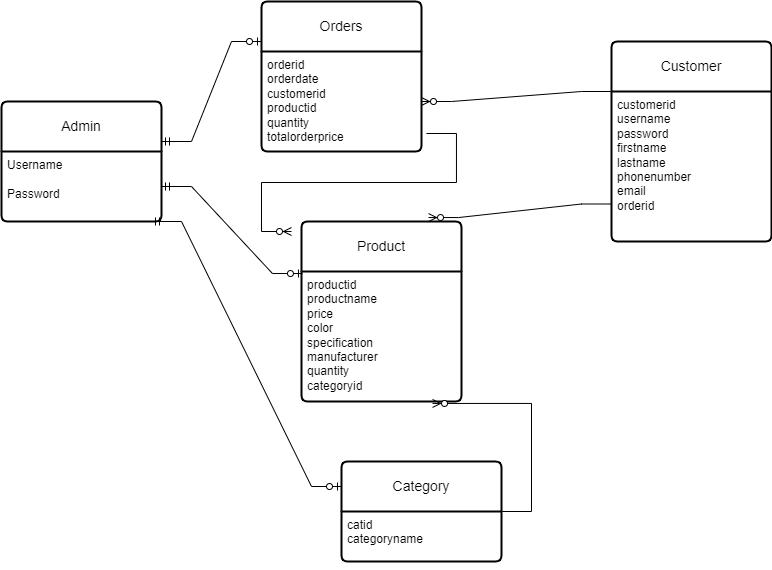 Orders
orderid
orderdate
customerid
productid
quantity
totalorderprice
Customer
customerid
username
password
firstname
lastname
phonenumber
email
orderid
Admin
Username
Password
Product
productid
productname
price
color
specification
manufacturer
quantity
categoryid
Category
catid
categoryname